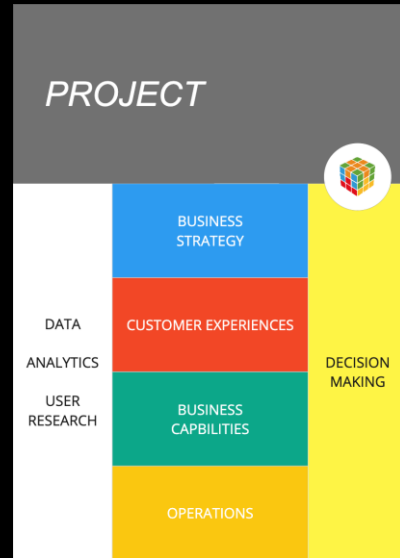 PROJECT
DATA
ANALYTICS
USER
RESEARCH
BUSINESS
STRATEGY
CUSTOMER EXPERIENCES
BUSINESS
CAPBILITIES
OPERATIONS
DECISION
MAKING